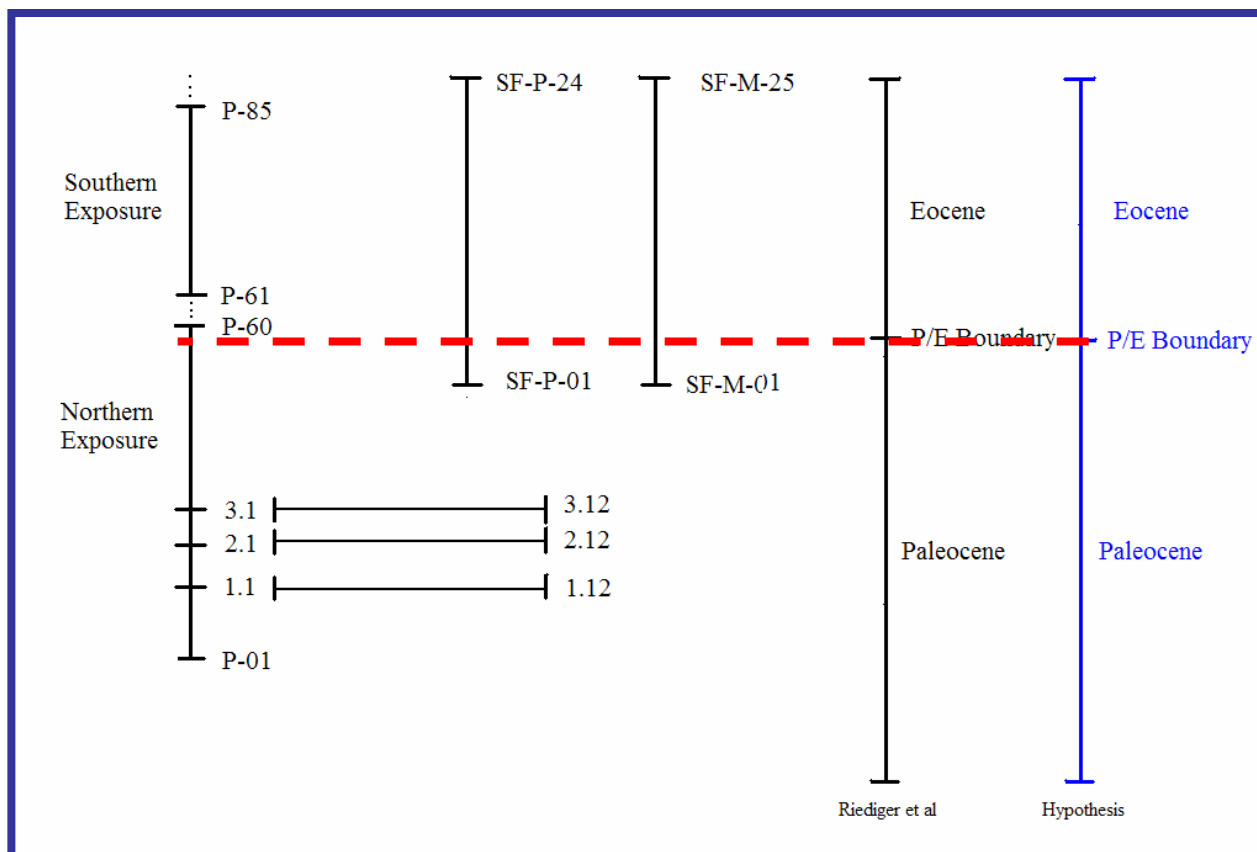 P-85
Southern
Exposure
P-61
P-60
Northern
Exposure
3.1
2.1
1.1
P-01
3.12
2.12
1.12
SF-P-24
SF-P-01
SF-M-25
SF-M-01
Eocene
P/E Boundary
Paleocene
Riediger et al
Eocene
P/E Boundary
Paleocene
Hypothesis